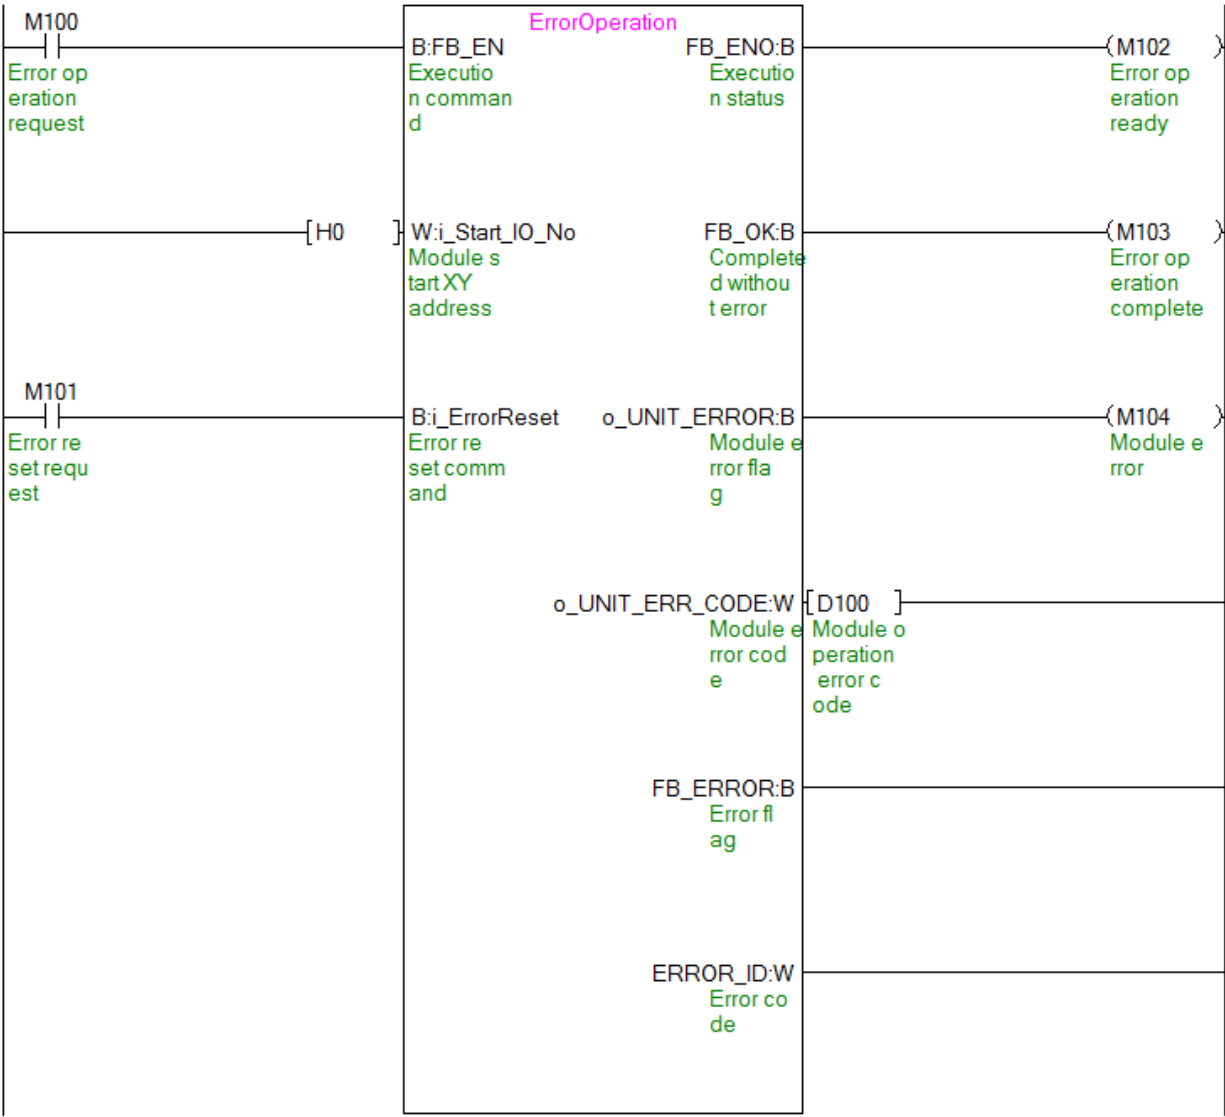 M100
ErrorOperation
B:FB_EN
FB_ENO:B
M102
Error op
eration
request
Executio
n comman
d
Executio
n status
Error op
eration
ready
H0
W:i_Start_IO_No
FB_OK:B
M103
Module s
tart XY
address
Complete
d withou
t error
Error op
eration
complete
M101
B:i_ErrorReset
o_UNIT_ERROR:B
M104
Error re
set requ
est
Error re
set comm
and
Module e
rror fla
g
Module e
rror
o_UNIT_ERR_CODE:W
D100
Module e
rror cod
e
Module o
peration
error c
ode
FB_ERROR:B
Error fl
ag
ERROR_ID:W
Error co
de